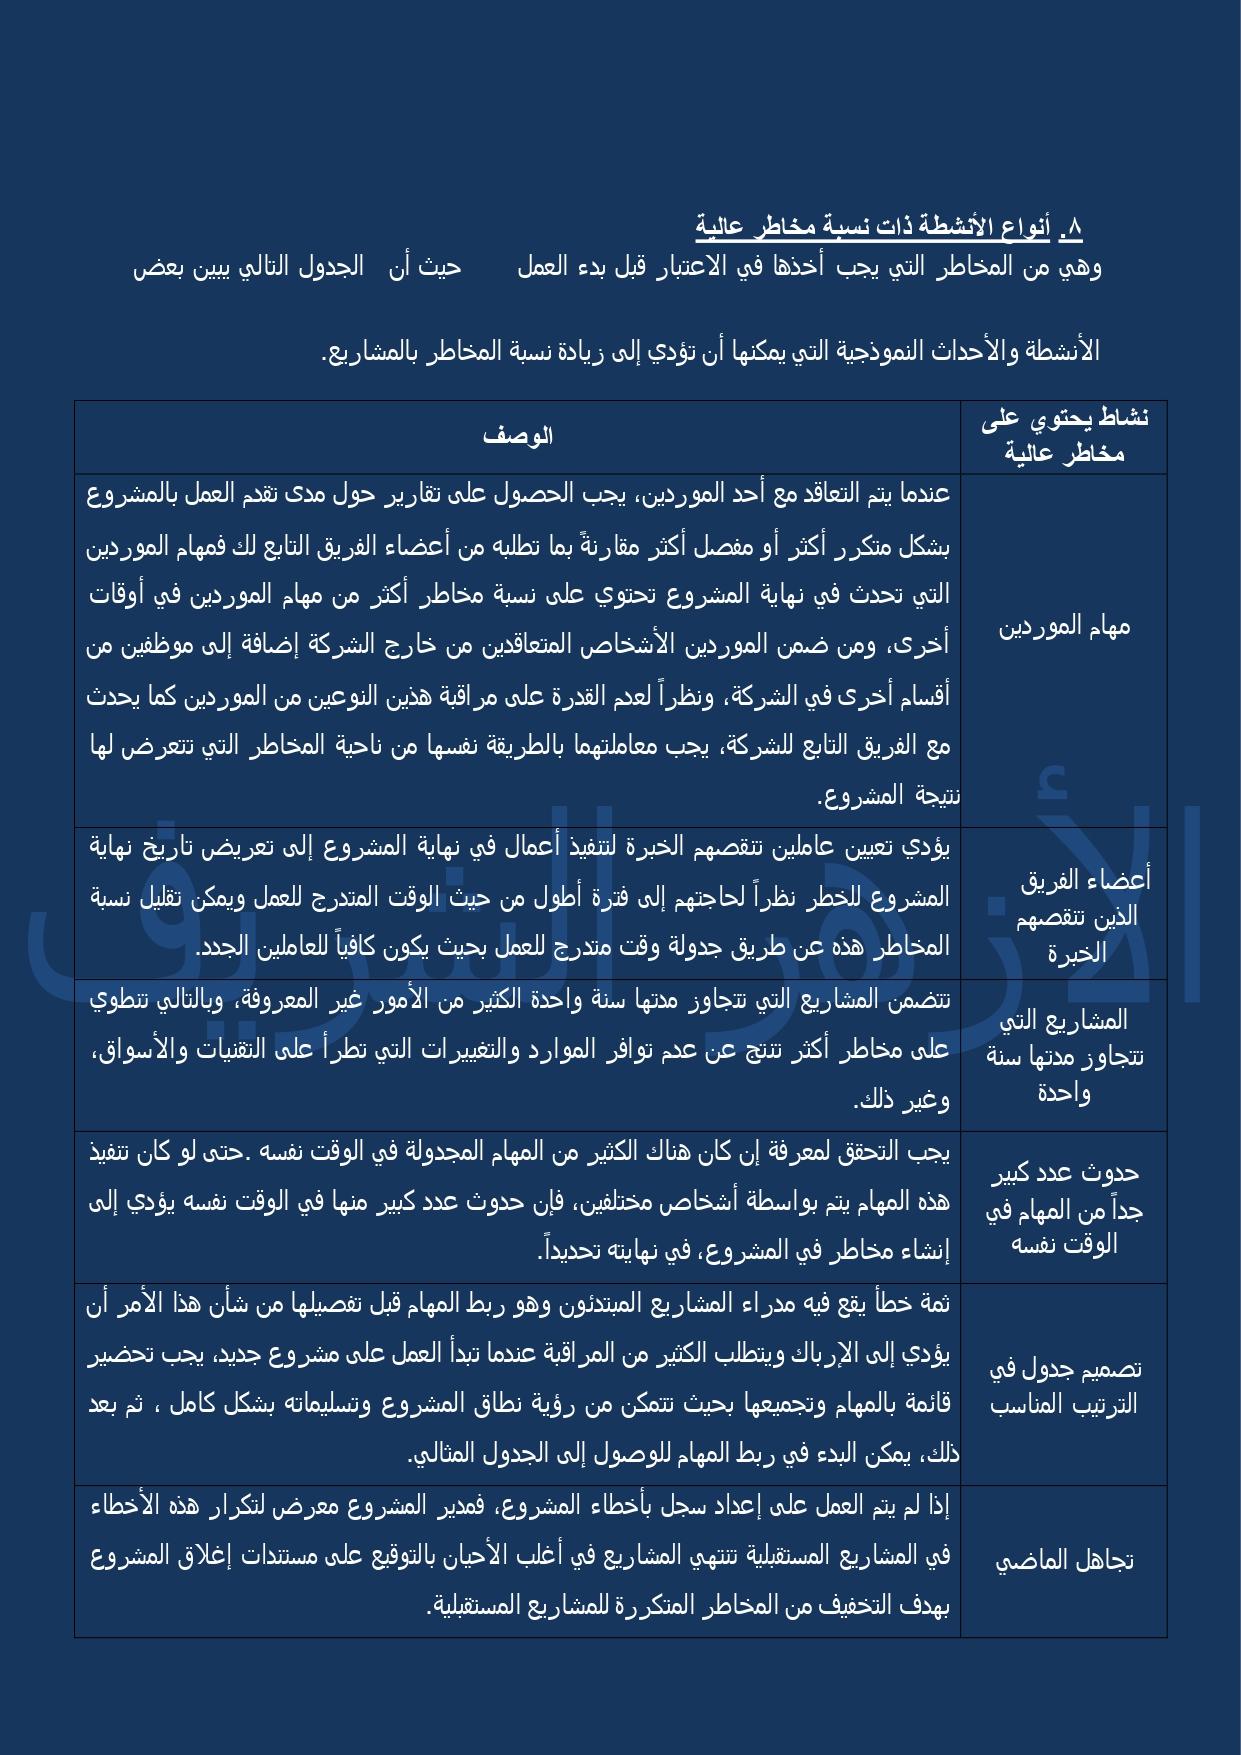 ٨. أنواع الأنشطة ذات نسبة مخاطر عالية
وهي من المخاطر التي يجب أخذها في الاعتبار قبل بدء العمل حيث أن الجدول التالي يبين بعض
الأنشطة والأحداث النموذجية التي يمكنها أن تؤدي إلى زيادة نسبة المخاطر بالمشاريع.
نشاط يحتوي على
مخاطر عالية
الوصف
مهام الموردين
عندما يتم التعاقد مع أحد الموردين، يجب الحصول على تقارير حول مدى تقدم العمل بالمشروع
بشكل متكرر أكثر أو مفصل أكثر مقارنةً بما تطلبه من أعضاء الفريق التابع لك فمهام الموردين
التي تحدث في نهاية المشروع تحتوي على نسبة مخاطر أكثر من مهام الموردين في أوقات
أخرى، ومن ضمن الموردين الأشخاص المتعاقدين من خارج الشركة إضافة إلى موظفين من
أقسام أخرى في الشركة، ونظراً لعدم القدرة على مراقبة هذين النوعين من الموردين كما يحدث
مع الفريق التابع للشركة، يجب معاملتهما بالطريقة نفسها من ناحية المخاطر التي تتعرض لها
نتيجة المشروع.
أعضاء الفريق
الذين تنقصهم
الخبرة
يؤدي تعيين عاملين تنقصهم الخبرة لتنفيذ أعمال في نهاية المشروع إلى تعريض تاريخ نهاية
المشروع للخطر نظراً لحاجتهم إلى فترة أطول من حيث الوقت المتدرج للعمل ويمكن تقليل نسبة
المخاطر هذه عن طريق جدولة وقت متدرج للعمل بحيث يكون كافياً للعاملين الجدد.
المشاريع التي
تتجاوز مدتها سنة
واحدة
تتضمن المشاريع التي تتجاوز مدتها سنة واحدة الكثير من الأمور غير المعروفة، وبالتالي تنطوي
على مخاطر أكثر تنتج عن عدم توافر الموارد والتغييرات التي تطرأ على التقنيات والأسواق،
وغير ذلك.
حدوث عدد كبير
جداً من المهام في
الوقت نفسه
يجب التحقق لمعرفة إن كان هناك الكثير من المهام المجدولة في الوقت نفسه .حتى لو كان تنفيذ
هذه المهام يتم بواسطة أشخاص مختلفين، فإن حدوث عدد كبير منها في الوقت نفسه يؤدي إلى
إنشاء مخاطر في المشروع، في نهايته تحديداً.
تصميم جدول في
الترتيب المناسب
ثمة خطأ يقع فيه مدراء المشاريع المبتدئون وهو ربط المهام قبل تفصيلها من شأن هذا الأمر أن
يؤدي إلى الإرباك ويتطلب الكثير من المراقبة عندما تبدأ العمل على مشروع جديد، يجب تحضير
قائمة بالمهام وتجميعها بحيث تتمكن من رؤية نطاق المشروع وتسليماته بشكل كامل ، ثم بعد
ذلك، يمكن البدء في ربط المهام للوصول إلى الجدول المثالي.
تجاهل الماضي
إذا لم يتم العمل على إعداد سجل بأخطاء المشروع، فمدير المشروع معرض لتكرار هذه الأخطاء
في المشاريع المستقبلية تنتهي المشاريع في أغلب الأحيان بالتوقيع على مستندات إغلاق المشروع
بهدف التخفيف من المخاطر المتكررة للمشاريع المستقبلية.
الأزهر الشريف